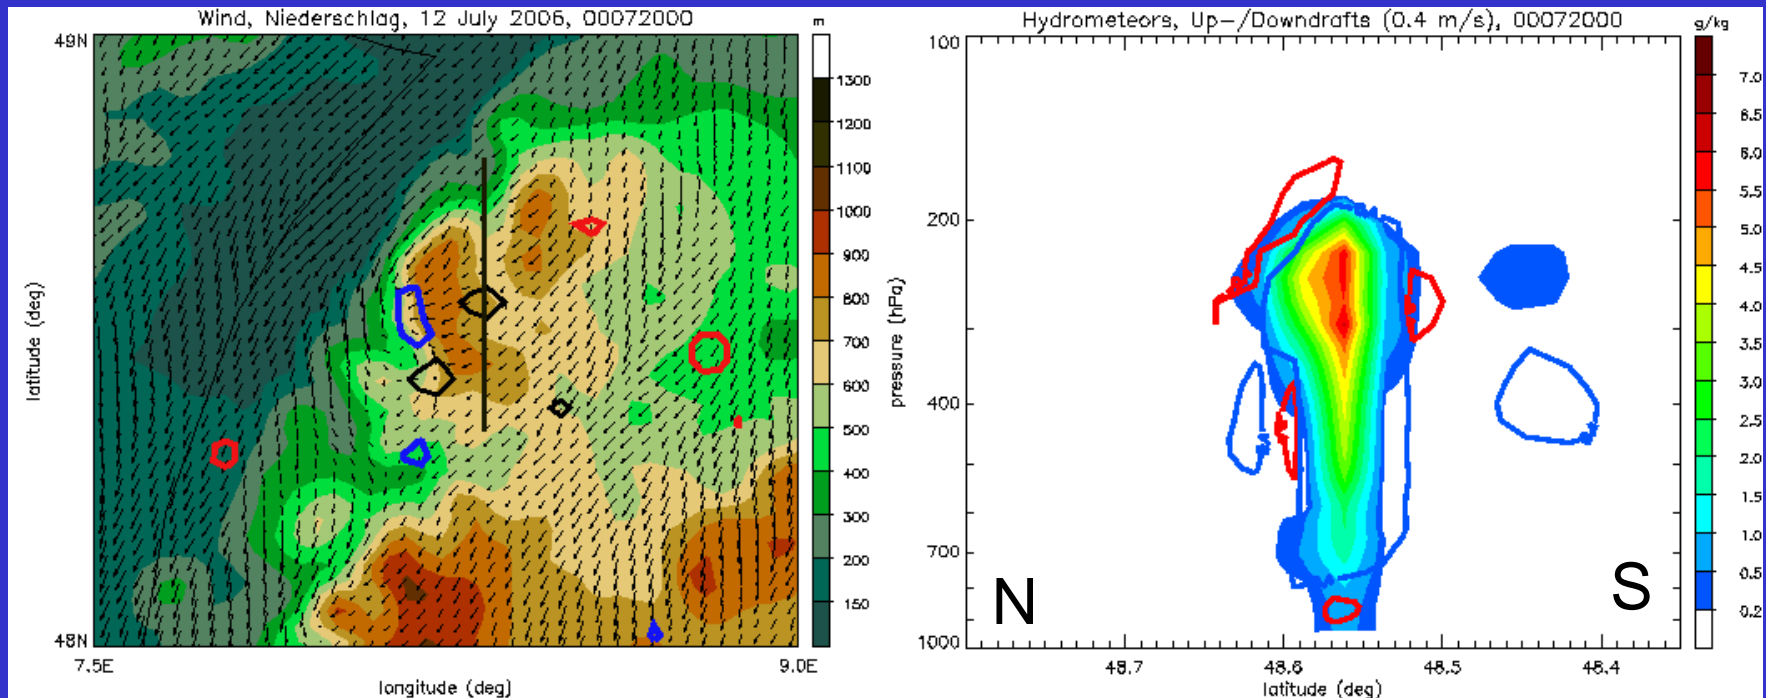 Wind, Niederschlag, 12 July 2006, 00072000
m
49N
48N
7.5E
9.0E
latitude (deg)
longitude (deg)
1300
1200
1100
1000
900
800
700
600
500
400
300
200
150
Hydrometeors, Up-/Downdrafts (0.4 m/s), 00072000
g/kg
100
200
400
700
1000
pressure (hPa)
N
S
48.7
48.6
48.5
48.4
latitude (deg)
7.0
6.5
6.0
5.5
5.0
4.5
4.0
3.5
3.0
2.5
2.0
1.5
1.0
0.5
0.2